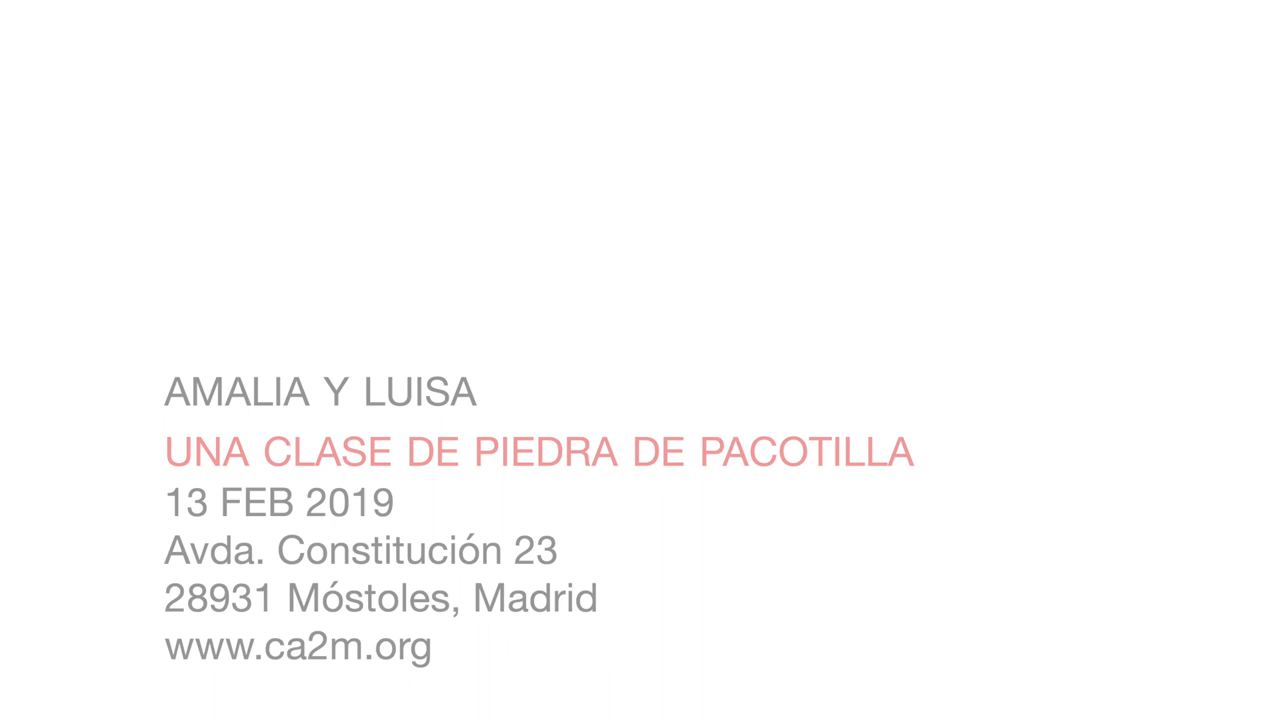 AMALIA Y LUISA
UNA CLASE DE PIEDRA DE PACOTILLA
13 FEB 2019
Avda. Constitución 23
28931 Móstoles, Madrid
www.ca2m.org